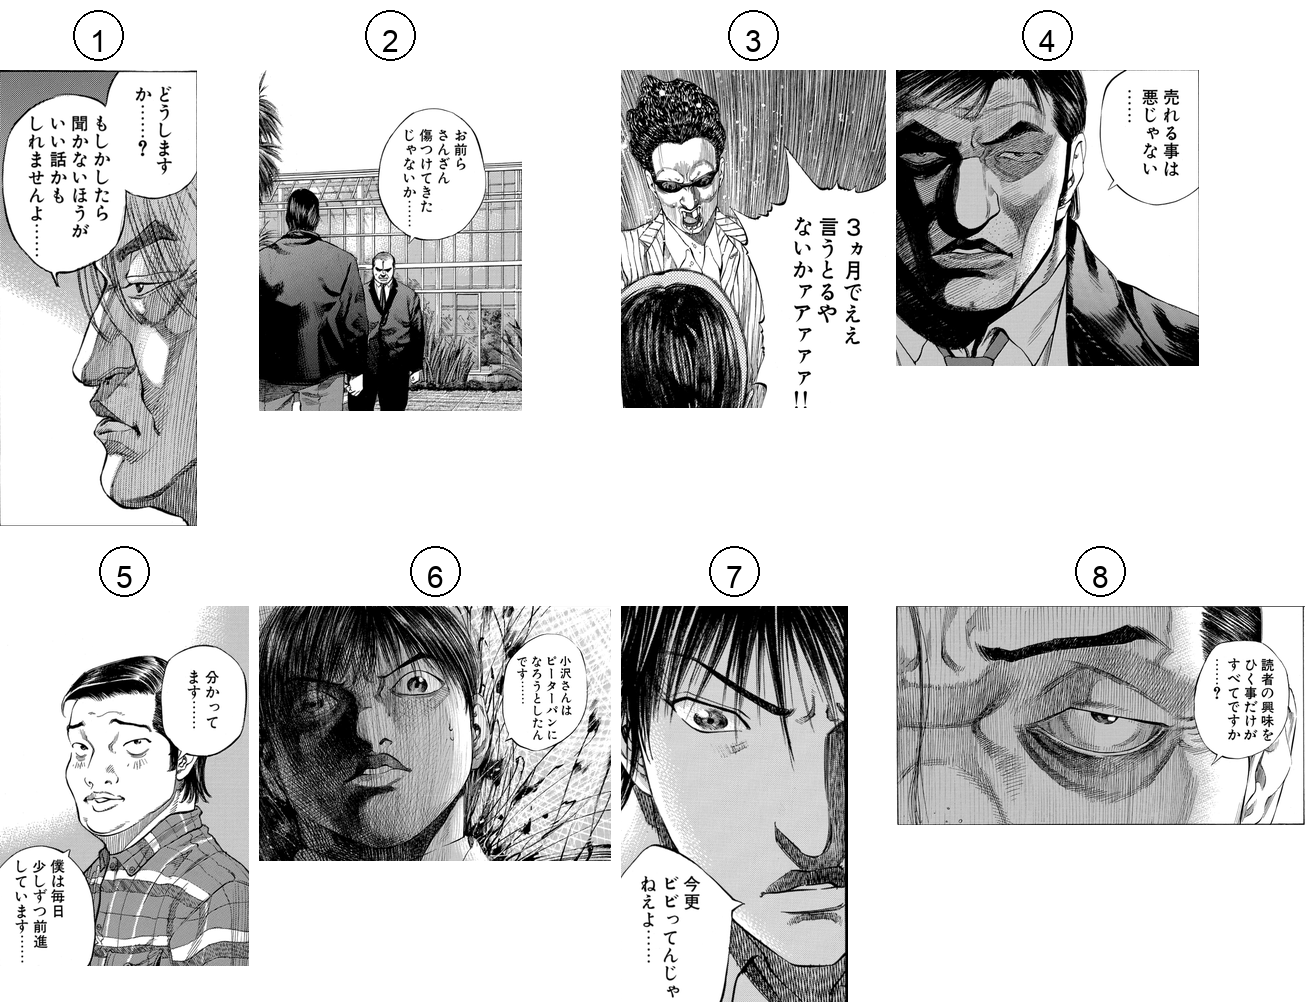 1
どうします
か………?
もしかしたら
聞かないほうが
いい話かも
しれませんよ……
2
お前ら
さんざん
傷つけてきた
じゃないか……
3
3ヵ月でええ
言うとるや
ないかァアァァァ!!
4
売れる事は
悪じゃない
……
5
分かって
ます……
僕は毎日
少しずつ前進
しています……
6
小沢さんは
ピーターパンに
なろうとしたん
です……
7
今更
ビビってんじゃ
ねえよ……
8
読者の興味を
ひく事だけが
すべてですか
……?